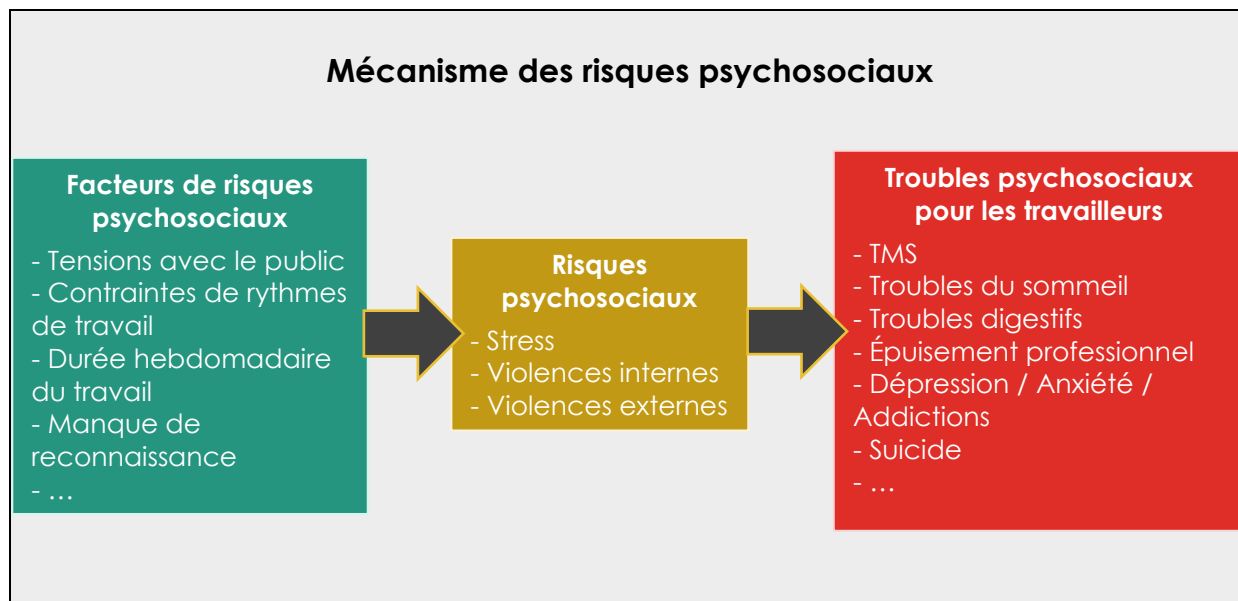 Mécanisme des risques psychosociaux
Facteurs de risques
psychosociaux
- Tensions avec le public
- Contraintes de rythmes
de travail
- Durée hebdomadaire
du travail
- Manque de
reconnaissance
- …
Risques
psychosociaux
- Stress
- Violences internes
- Violences externes
Troubles psychosociaux
pour les travailleurs
- TMS
- Troubles du sommeil
- Troubles digestifs
- Épuisement professionnel
- Dépression / Anxiété /
Addictions
- Suicide
- …